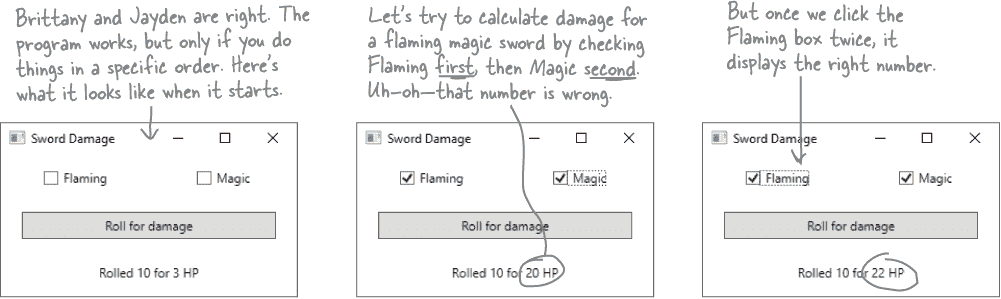 Brittany and Jayden are right. The
program works, but only if you do
things in a specific order. Here's
what it looks like when it starts.
Sword Damage
Flaming Magic
Roll for damage
Rolled 10 for 3 HP
Let's try to calculate damage for
a flaming magic sword by checking
Flaming first, then Magic second.
Uh-oh—that number is wrong.
Sword Damage
Flaming Magic
Roll for damage
Rolled 10 for 20 HP
But once we click the
Flaming box twice, it
displays the right number.
Sword Damage
Flaming Magic
Roll for damage
Rolled 10 for 22 HP